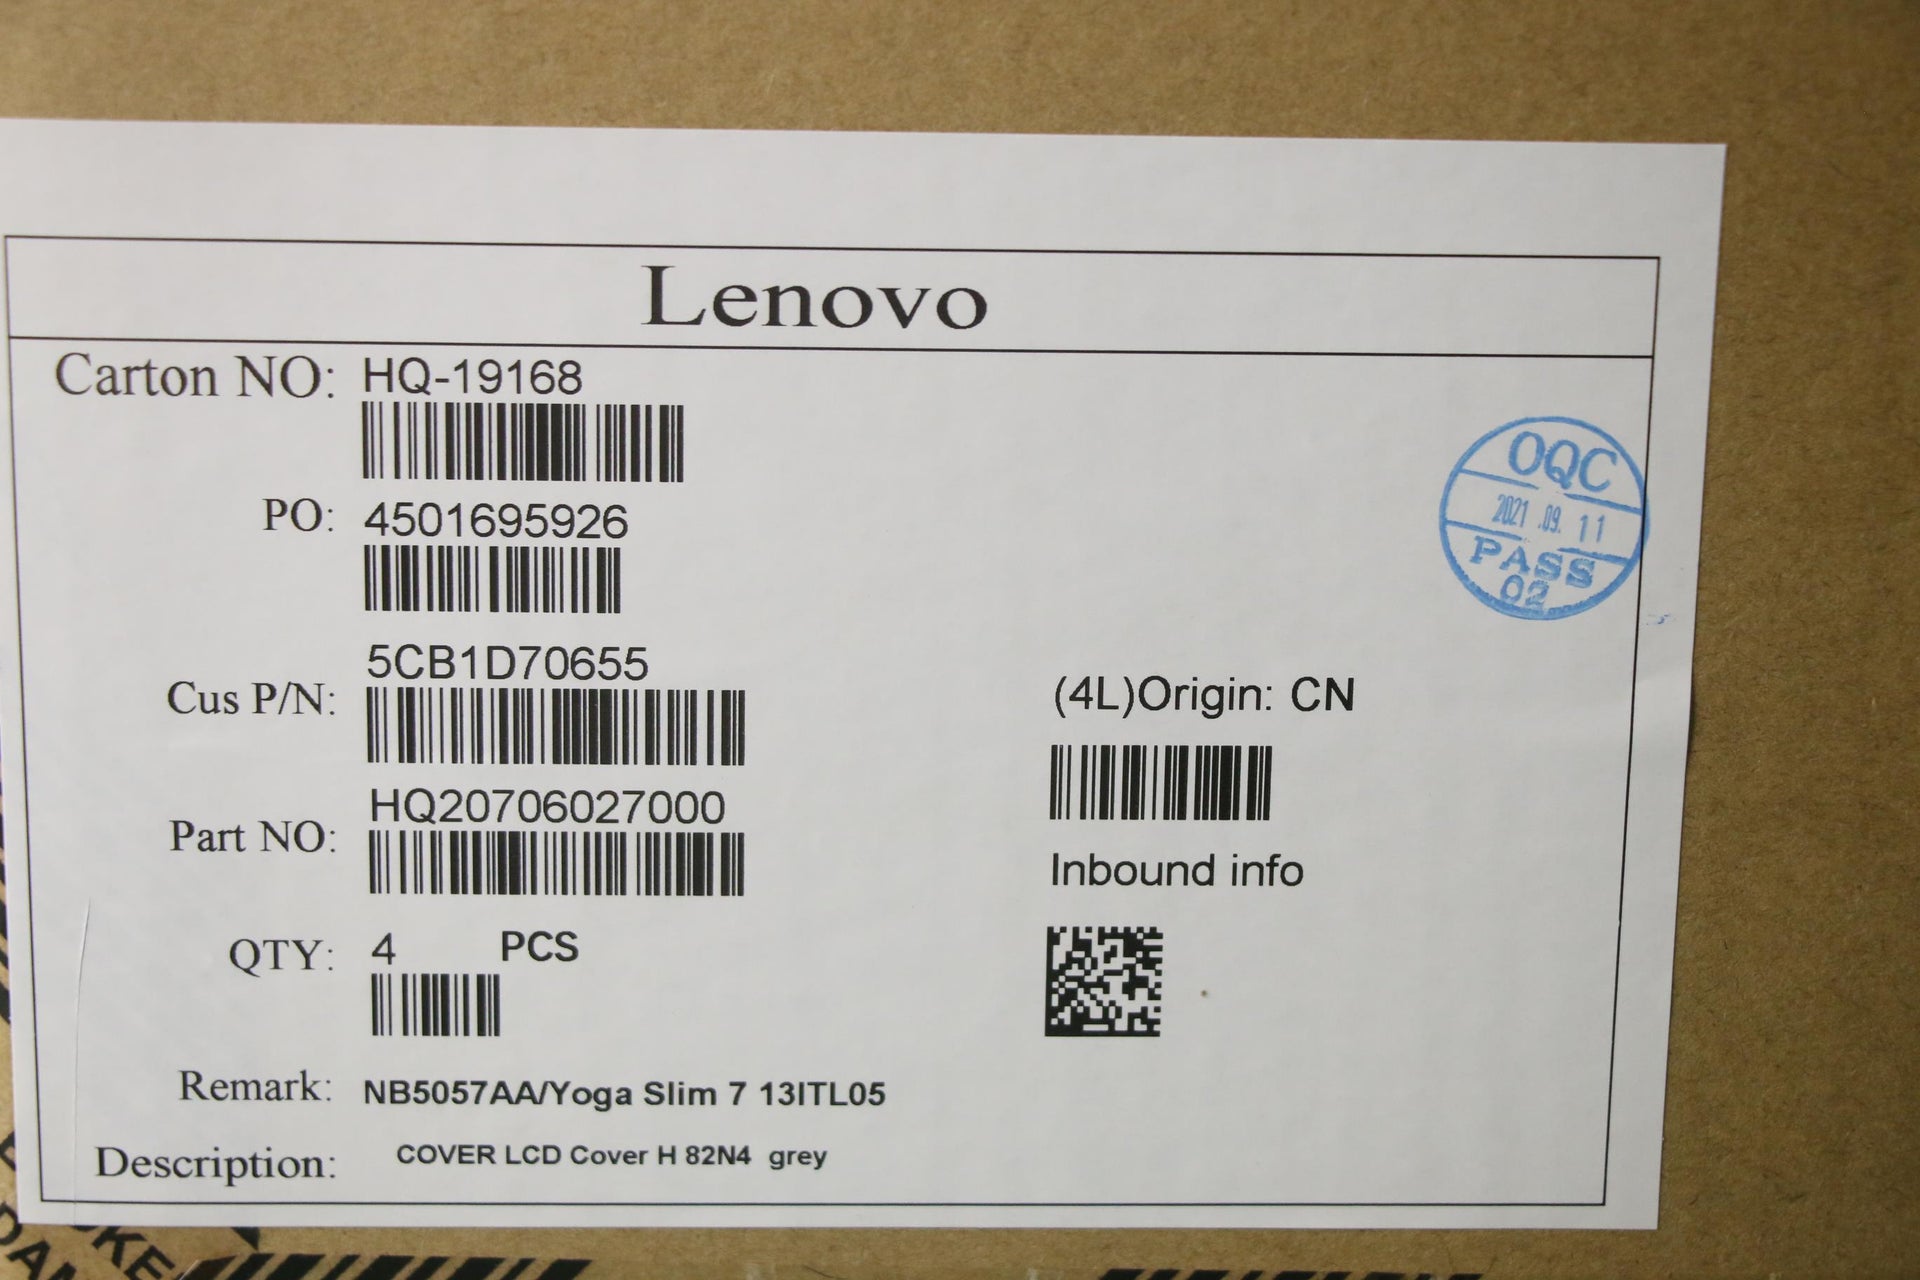 Lenovo
Carton NO: HQ-19168
PO: 4501695926
Cus P/N: 5CB1D70655
Part NO: HQ20706027000
QTY: 4 PCS
Remark: NB5057AA/Yoga Slim 7 13ITL05
Description: COVER LCD Cover H 82N4 grey
(4L)Origin: CN
Inbound info
OQC
2021.09.11
PASS
02